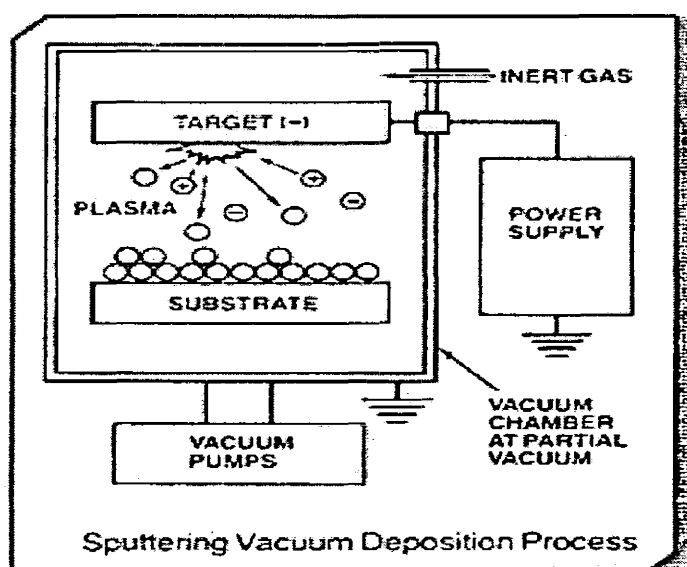 INERT GAS
TARGET (−)
+
+
PLASMA
−
−
POWER
SUPPLY
SUBSTRATE
VACUUM
PUMPS
VACUUM
CHAMBER
AT PARTIAL
VACUUM
Sputtering Vacuum Deposition Process